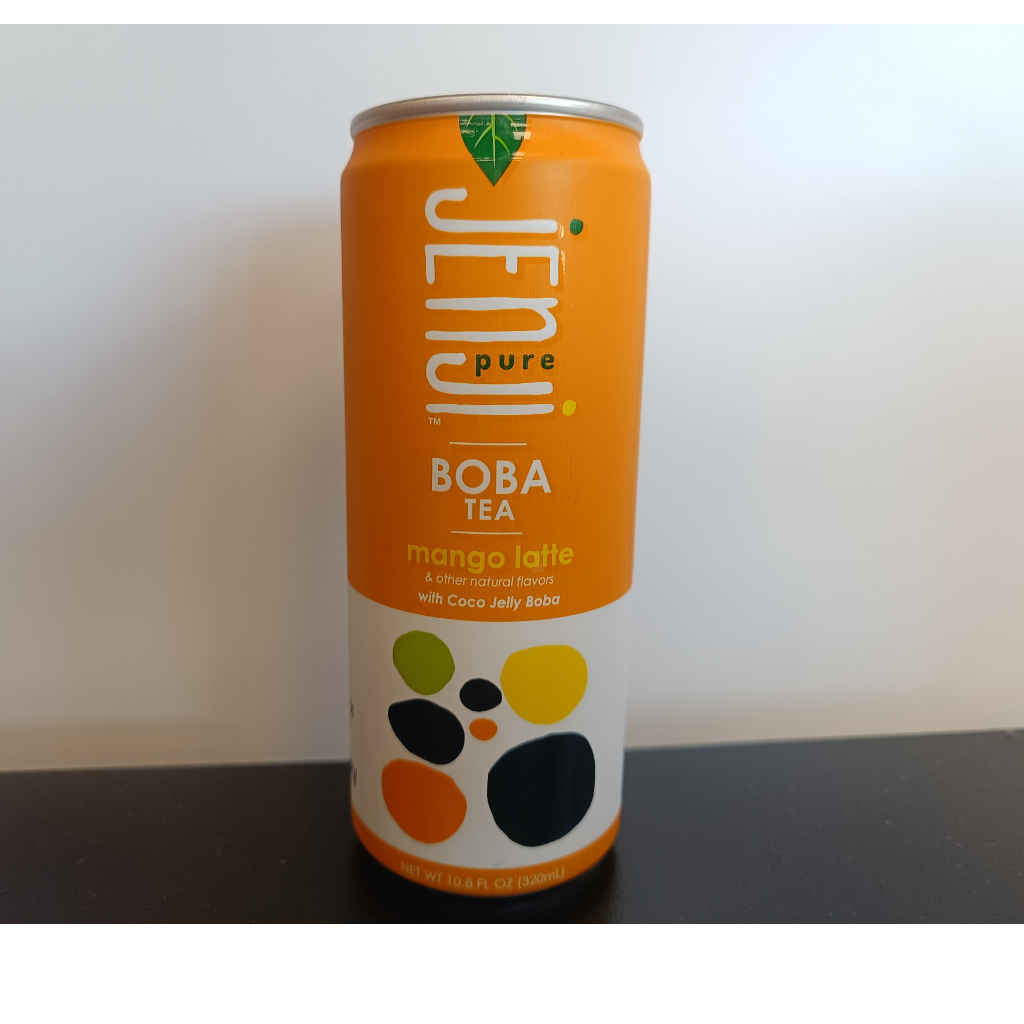 jEnji
pure
™
BOBA
TEA
mango latte
& other natural flavors
with Coco Jelly Boba
NET WT 10.8 FL OZ (320mL)